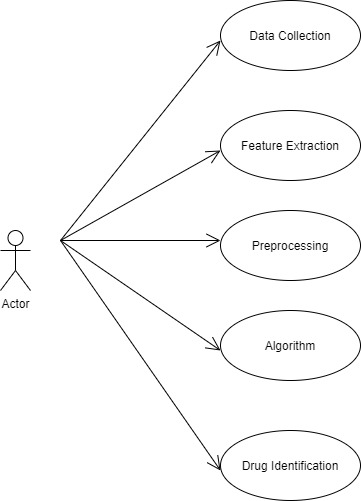 Data Collection
Feature Extraction
Preprocessing
Actor
Algorithm
Drug Identification